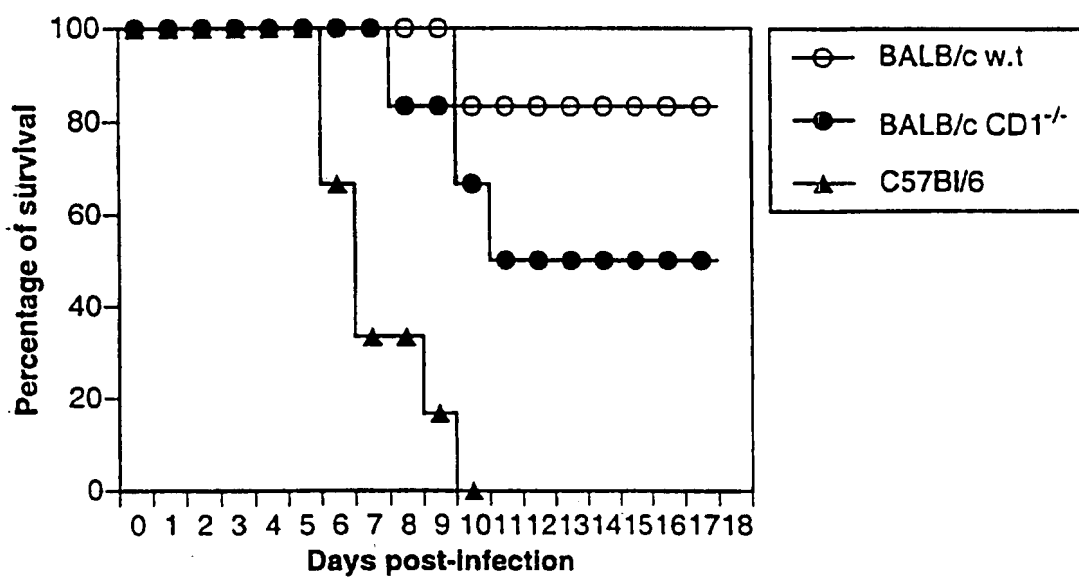 Percentage of survival
100
80
60
40
20
0
0 1 2 3 4 5 6 7 8 9 10 11 12 13 14 15 16 17 18
Days post-infection
BALB/c w.t
BALB/c CD1-/-
C57Bl/6